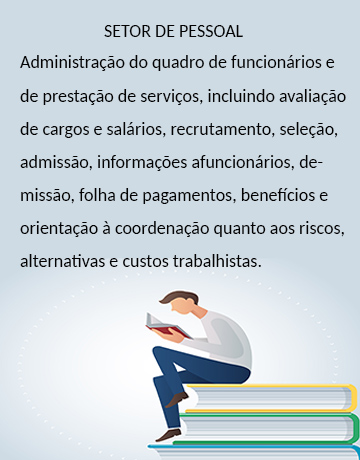 SETOR DE PESSOAL
Administração do quadro de funcionários e
de prestação de serviços, incluindo avaliação
de cargos e salários, recrutamento, seleção,
admissão, informações afuncionários, de-
missão, folha de pagamentos, benefícios e
orientação à coordenação quanto aos riscos,
alternativas e custos trabalhistas.